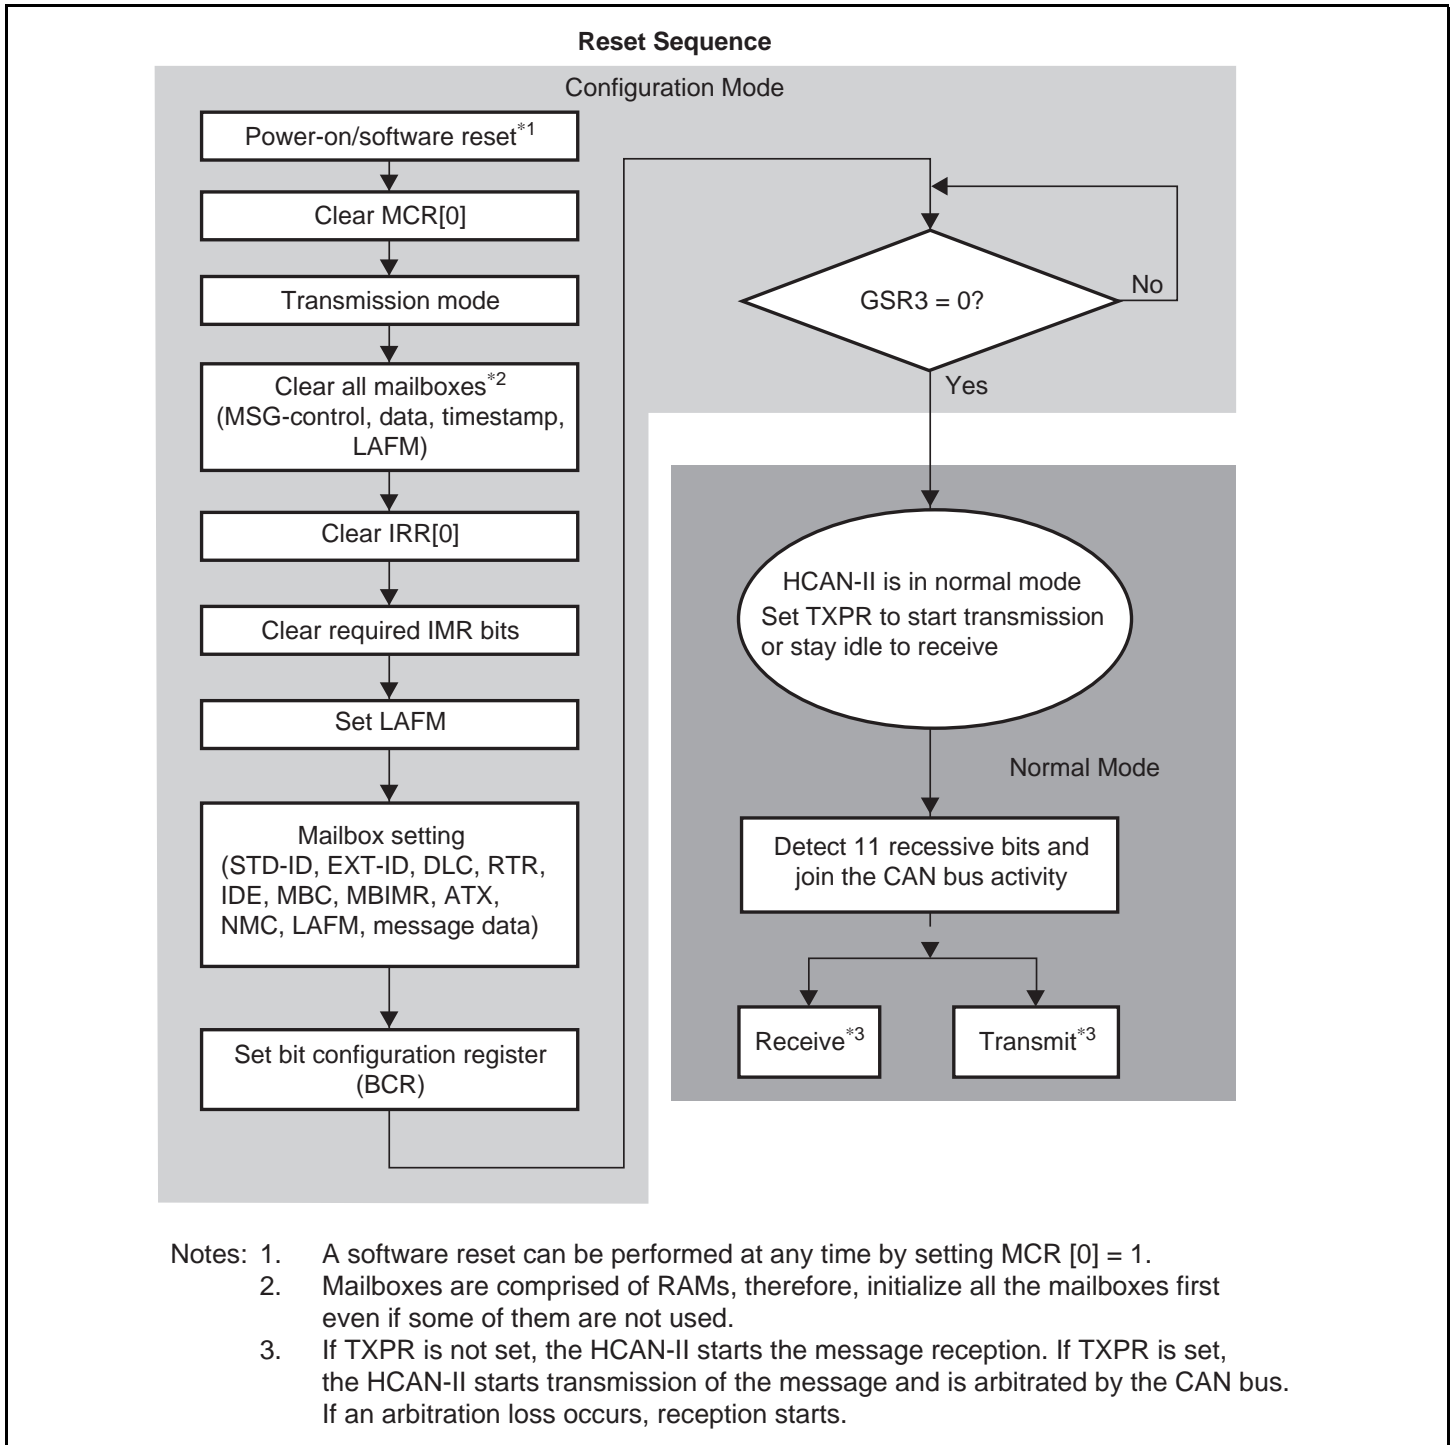 Reset Sequence
Configuration Mode
Power-on/software reset*1
Clear MCR[0]
Transmission mode
Clear all mailboxes*2
(MSG-control, data, timestamp,
LAFM)
Clear IRR[0]
Clear required IMR bits
Set LAFM
Mailbox setting
(STD-ID, EXT-ID, DLC, RTR,
IDE, MBC, MBIMR, ATX,
NMC, LAFM, message data)
Set bit configuration register
(BCR)
GSR3 = 0?
No
Yes
HCAN-II is in normal mode
Set TXPR to start transmission
or stay idle to receive
Normal Mode
Detect 11 recessive bits and
join the CAN bus activity
Receive*3
Transmit*3
Notes: 1. A software reset can be performed at any time by setting MCR [0] = 1.
2. Mailboxes are comprised of RAMs, therefore, initialize all the mailboxes first
even if some of them are not used.
3. If TXPR is not set, the HCAN-II starts the message reception. If TXPR is set,
the HCAN-II starts transmission of the message and is arbitrated by the CAN bus.
If an arbitration loss occurs, reception starts.